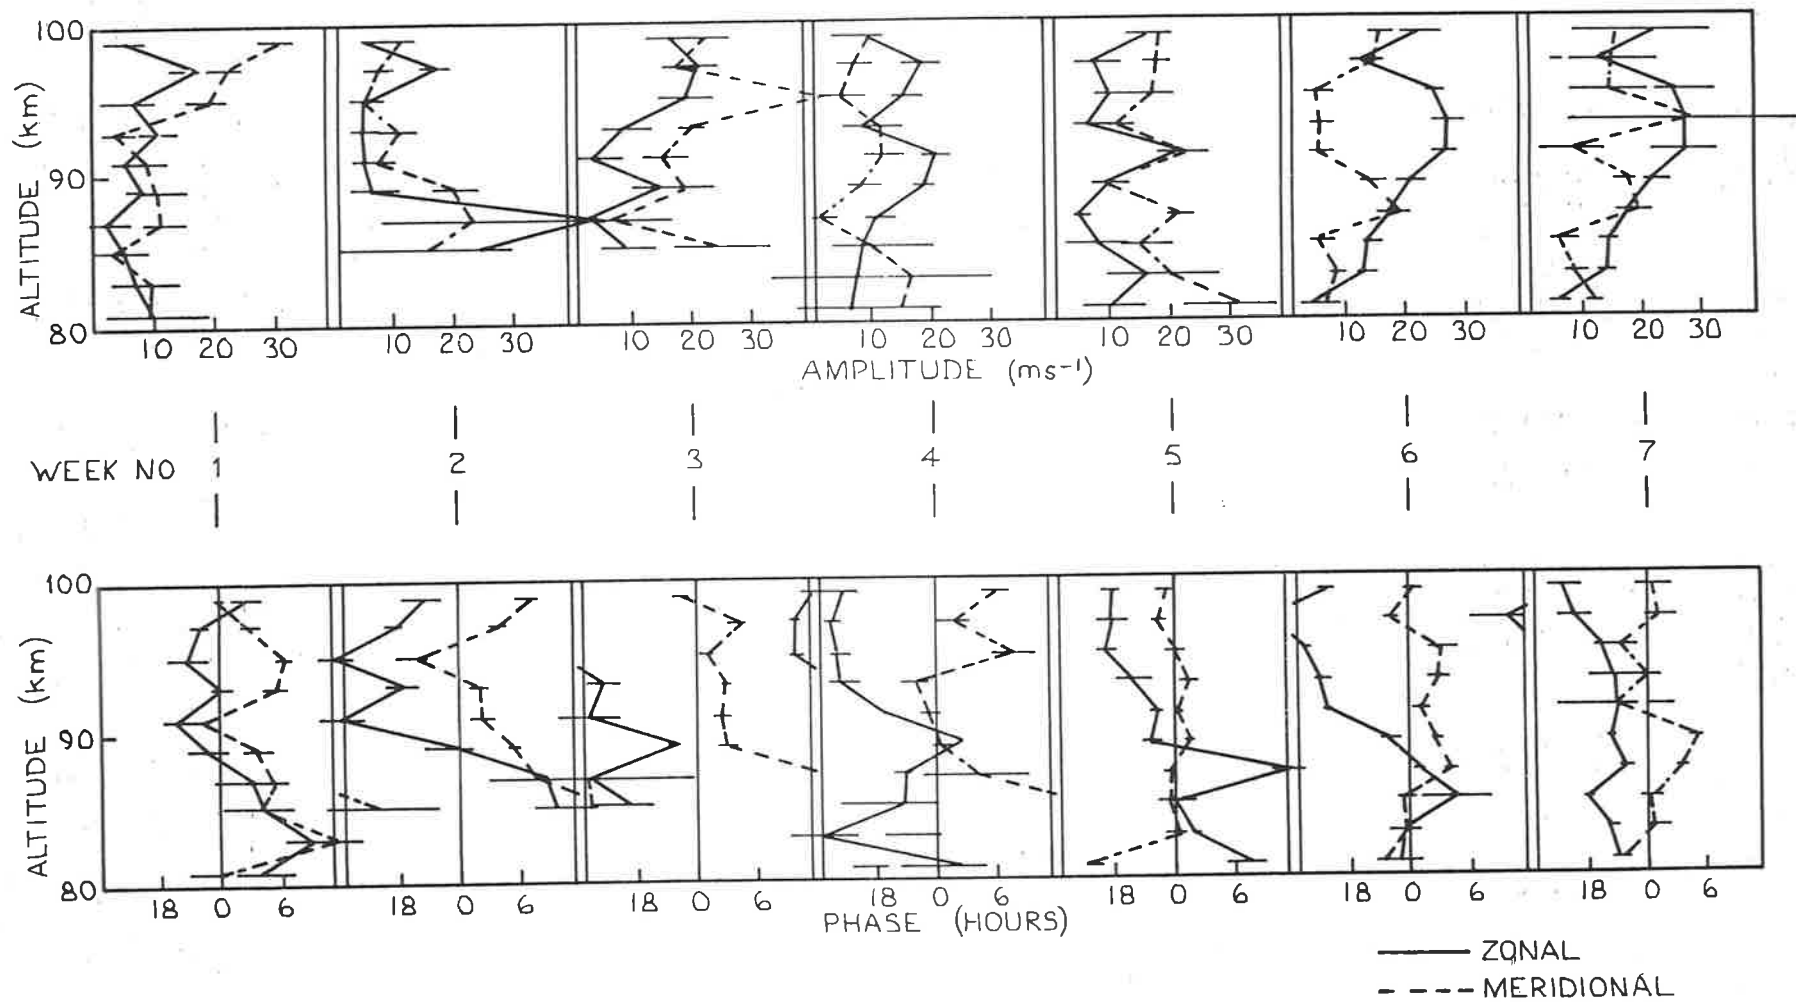 100
90
80
ALTITUDE (km)
10 20 30 10 20 30 10 20 30 10 20 30 10 20 30 10 20 30 10 20 30
AMPLITUDE (ms⁻¹)
WEEK NO 1 2 3 4 5 6 7
100
90
80
ALTITUDE (km)
18 0 6 18 0 6 18 0 6 18 0 6 18 0 6 18 0 6 18 0 6
PHASE (HOURS)
ZONAL
MERIDIONAL